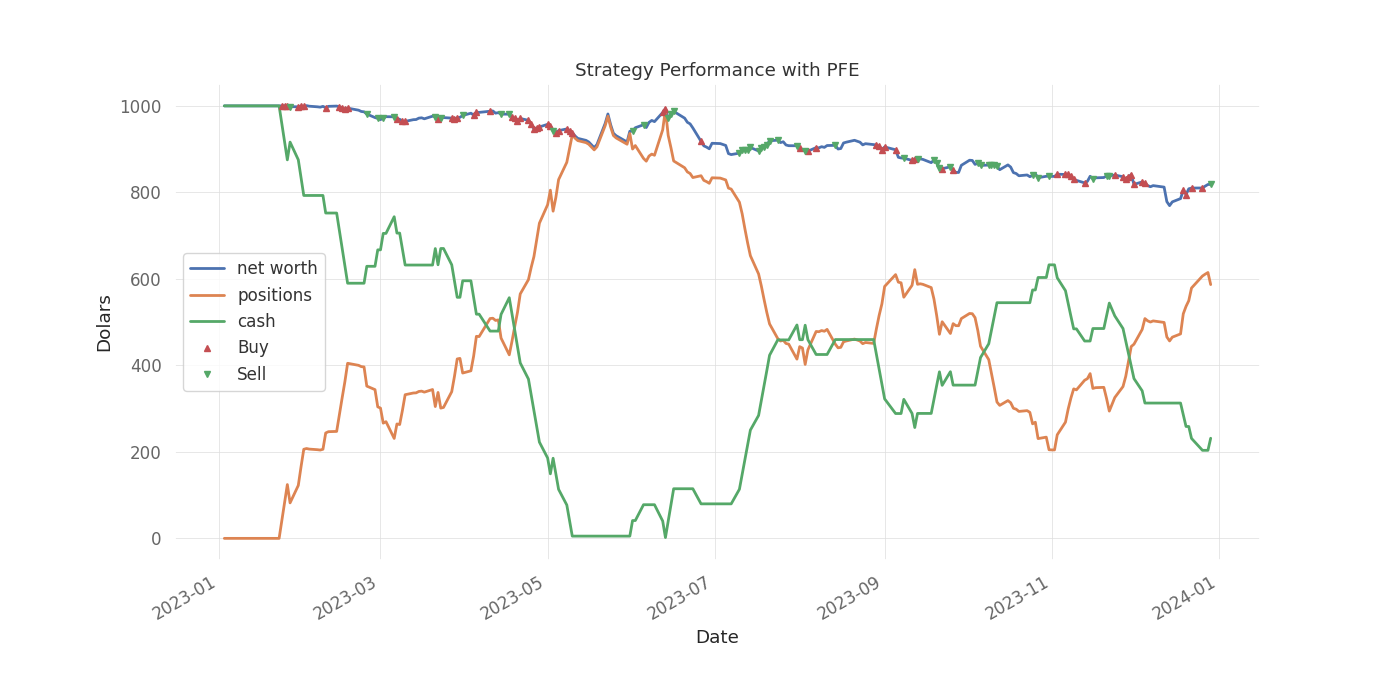 Strategy Performance with PFE
1000
800
600
400
200
0
Dolars
net worth
positions
cash
Buy
Sell
2023-01
2023-03
2023-05
2023-07
2023-09
2023-11
2024-01
Date